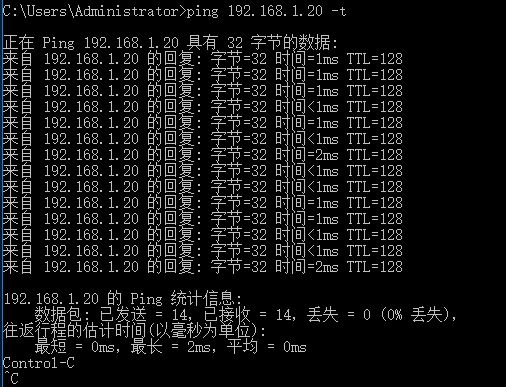 C:\Users\Administrator>ping 192.168.1.20 -t
正在 Ping 192.168.1.20 具有 32 字节的数据:
来自 192.168.1.20 的回复: 字节=32 时间=1ms TTL=128
来自 192.168.1.20 的回复: 字节=32 时间=1ms TTL=128
来自 192.168.1.20 的回复: 字节=32 时间=1ms TTL=128
来自 192.168.1.20 的回复: 字节=32 时间<1ms TTL=128
来自 192.168.1.20 的回复: 字节=32 时间=1ms TTL=128
来自 192.168.1.20 的回复: 字节=32 时间<1ms TTL=128
来自 192.168.1.20 的回复: 字节=32 时间=2ms TTL=128
来自 192.168.1.20 的回复: 字节=32 时间<1ms TTL=128
来自 192.168.1.20 的回复: 字节=32 时间<1ms TTL=128
来自 192.168.1.20 的回复: 字节=32 时间=1ms TTL=128
来自 192.168.1.20 的回复: 字节=32 时间=1ms TTL=128
来自 192.168.1.20 的回复: 字节=32 时间<1ms TTL=128
来自 192.168.1.20 的回复: 字节=32 时间<1ms TTL=128
来自 192.168.1.20 的回复: 字节=32 时间=2ms TTL=128
192.168.1.20 的 Ping 统计信息:
数据包: 已发送 = 14, 已接收 = 14, 丢失 = 0 (0% 丢失),
往返行程的估计时间(以毫秒为单位):
最短 = 0ms, 最长 = 2ms, 平均 = 0ms
Control-C
^C